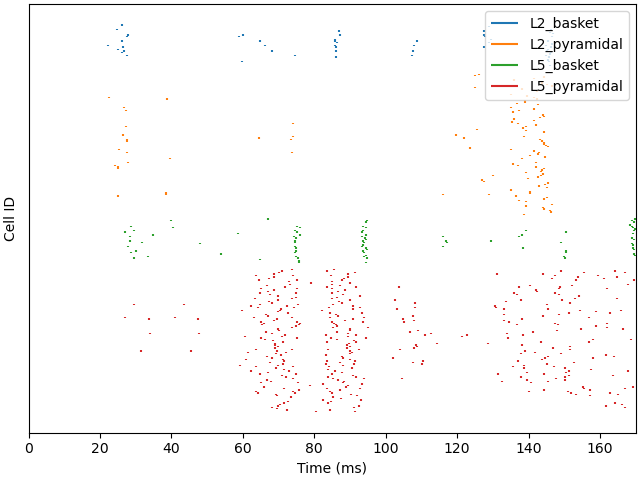 L2_basket
L2_pyramidal
L5_basket
L5_pyramidal
Cell ID
0 20 40 60 80 100 120 140 160
Time (ms)